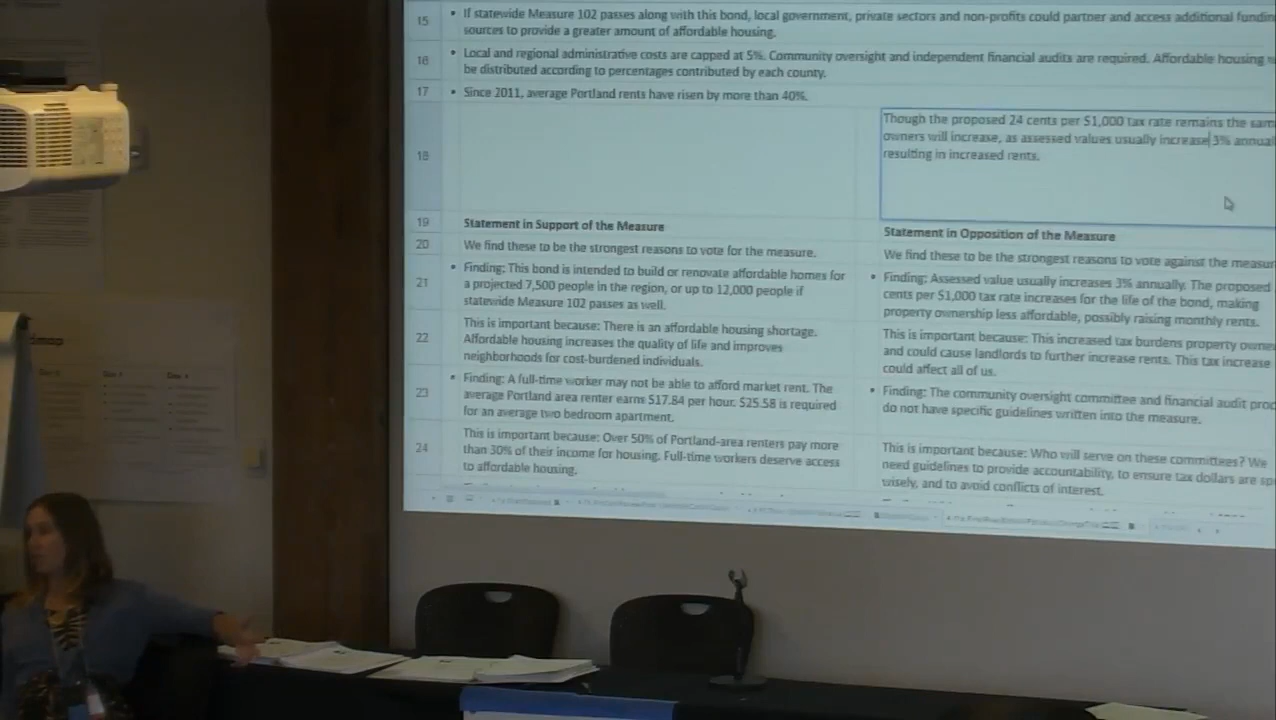 15
• If statewide Measure 102 passes along with this bond, local government, private sectors and non-profits could partner and access additional fundin
sources to provide a greater amount of affordable housing.
16
• Local and regional administrative costs are capped at 5%. Community oversight and independent financial audits are required. Affordable housing
be distributed according to percentages contributed by each county.
17
• Since 2011, average Portland rents have risen by more than 40%.
18
Though the proposed 24 cents per $1,000 tax rate remains the sam
owners will increase, as assessed values usually increase 3% annual
resulting in increased rents.
19
Statement in Support of the Measure
Statement in Opposition of the Measure
20
We find these to be the strongest reasons to vote for the measure.
We find these to be the strongest reasons to vote against the measur
21
• Finding: This bond is intended to build or renovate affordable homes for
a projected 7,500 people in the region, or up to 12,000 people if
statewide Measure 102 passes as well.
• Finding: Assessed value usually increases 3% annually. The proposed
cents per $1,000 tax rate increases for the life of the bond, making
property ownership less affordable, possibly raising monthly rents.
22
This is important because: There is an affordable housing shortage.
Affordable housing increases the quality of life and improves
neighborhoods for cost-burdened individuals.
This is important because: This increased tax burdens property owne
and could cause landlords to further increase rents. This tax increase
could affect all of us.
23
• Finding: A full-time worker may not be able to afford market rent. The
average Portland area renter earns $17.84 per hour. $25.58 is required
for an average two bedroom apartment.
• Finding: The community oversight committee and financial audit proc
do not have specific guidelines written into the measure.
24
This is important because: Over 50% of Portland-area renters pay more
than 30% of their income for housing. Full-time workers deserve access
to affordable housing.
This is important because: Who will serve on these committees? We
need guidelines to provide accountability, to ensure tax dollars are sp
wisely, and to avoid conflicts of interest.
dmap